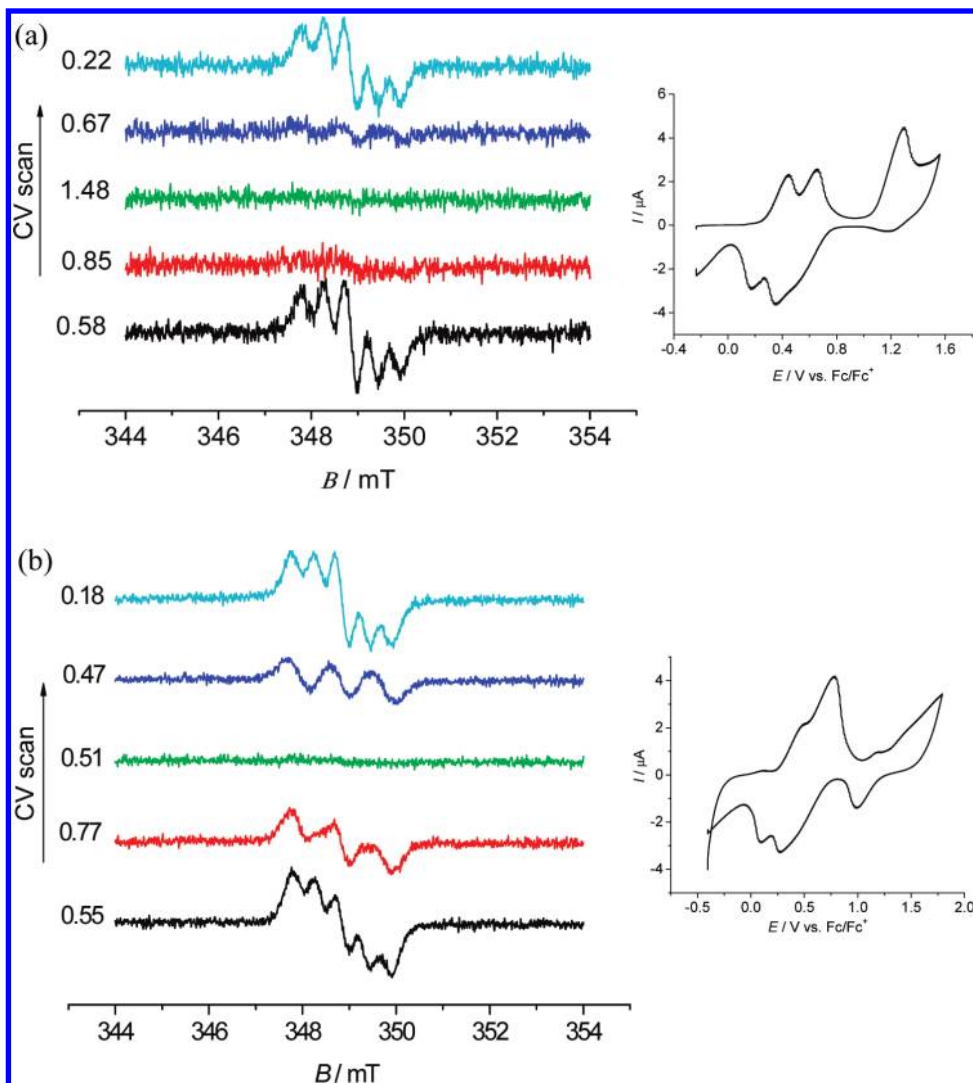 (a)
CV scan
0.22
0.67
1.48
0.85
0.58
344 346 348 350 352 354
B / mT
I / μA
6
4
2
0
-2
-4
-0.4 0.0 0.4 0.8 1.2 1.6
E / V vs. Fc/Fc+
(b)
CV scan
0.18
0.47
0.51
0.77
0.55
344 346 348 350 352 354
B / mT
I / μA
4
2
0
-2
-4
-0.5 0.0 0.5 1.0 1.5 2.0
E / V vs. Fc/Fc+